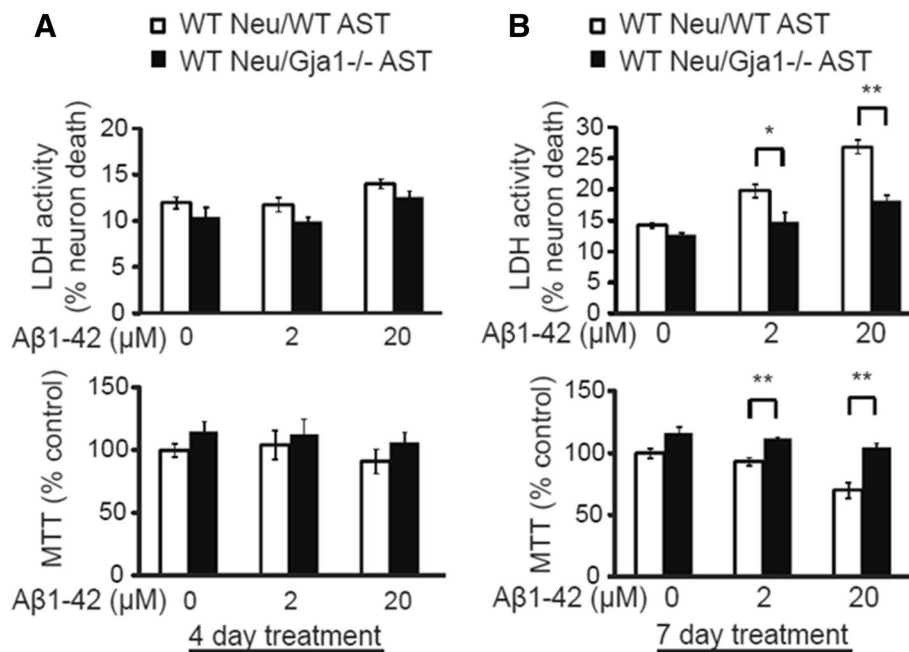 A
WT Neu/WT AST
WT Neu/Gja1-/- AST
LDH activity
(% neuron death)
20
15
10
5
0
Aβ1-42 (µM) 0 2 20
MTT (% control)
150
100
50
0
Aβ1-42 (µM) 0 2 20
4 day treatment
B
WT Neu/WT AST
WT Neu/Gja1-/- AST
LDH activity
(% neuron death)
30
25
20
15
10
5
0
*
**
Aβ1-42 (µM) 0 2 20
MTT (% control)
150
100
50
0
**
**
Aβ1-42 (µM) 0 2 20
7 day treatment